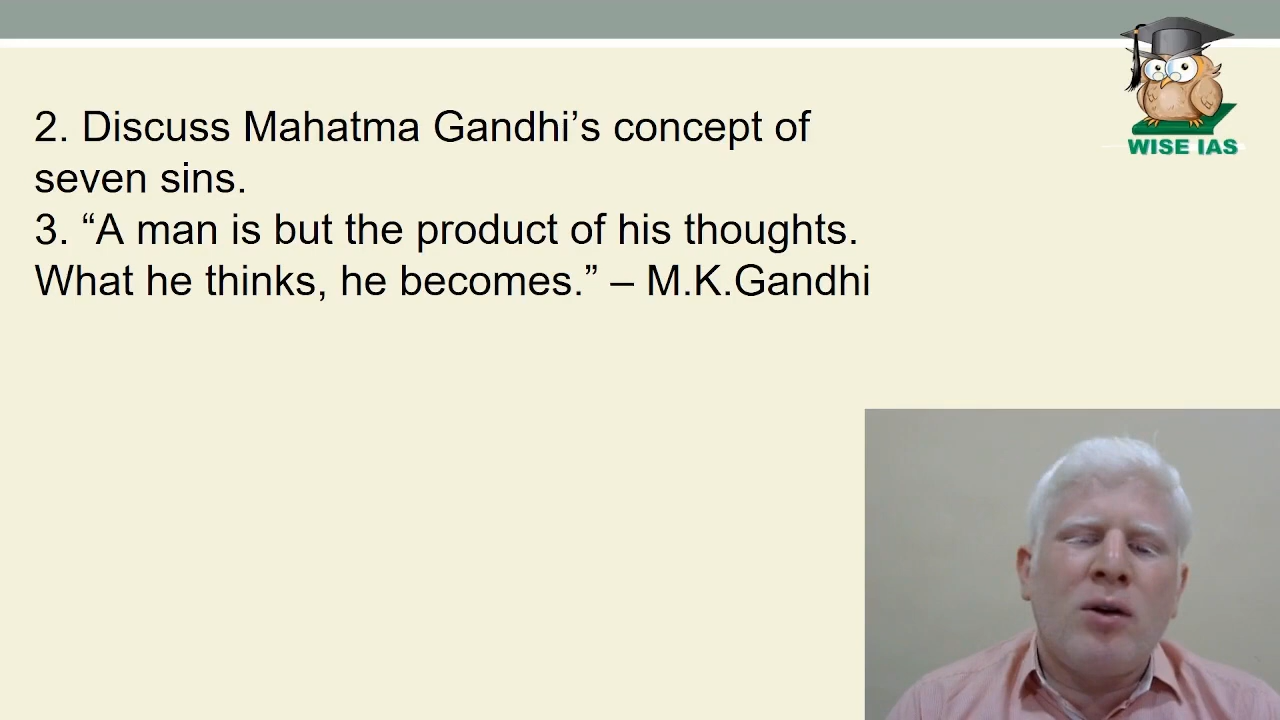 2. Discuss Mahatma Gandhi’s concept of
seven sins.
3. “A man is but the product of his thoughts.
What he thinks, he becomes.” – M.K.Gandhi
WISE IAS